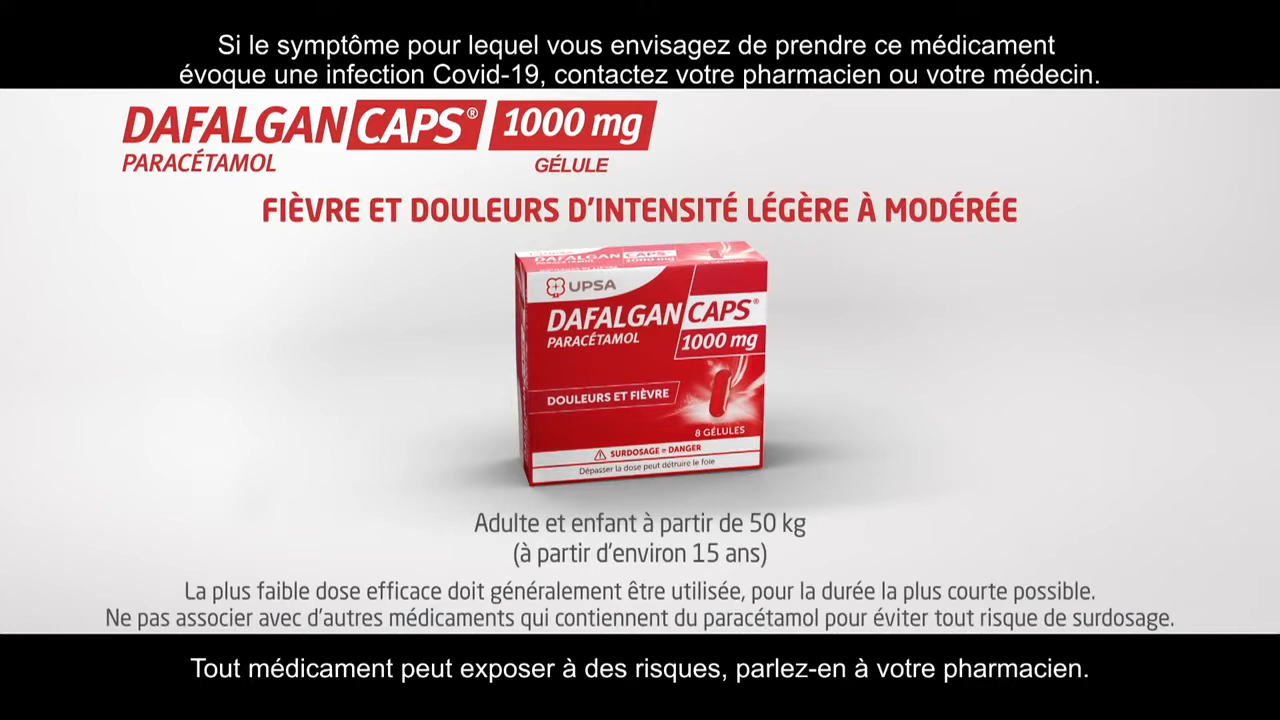 Si le symptôme pour lequel vous envisagez de prendre ce médicament
évoque une infection Covid-19, contactez votre pharmacien ou votre médecin.
DAFALGAN CAPS® 1000 mg
PARACÉTAMOL GÉLULE
FIÈVRE ET DOULEURS D'INTENSITÉ LÉGÈRE À MODÉRÉE
DAFALGAN CAPS
PARACÉTAMOL 1000 mg
UPSA
DAFALGAN CAPS®
PARACÉTAMOL 1000 mg
DOULEURS ET FIÈVRE
8 GÉLULES
SURDOSAGE = DANGER
Dépasser la dose peut détruire le foie
Adulte et enfant à partir de 50 kg
(à partir d'environ 15 ans)
La plus faible dose efficace doit généralement être utilisée, pour la durée la plus courte possible.
Ne pas associer avec d'autres médicaments qui contiennent du paracétamol pour éviter tout risque de surdosage.
Tout médicament peut exposer à des risques, parlez-en à votre pharmacien.